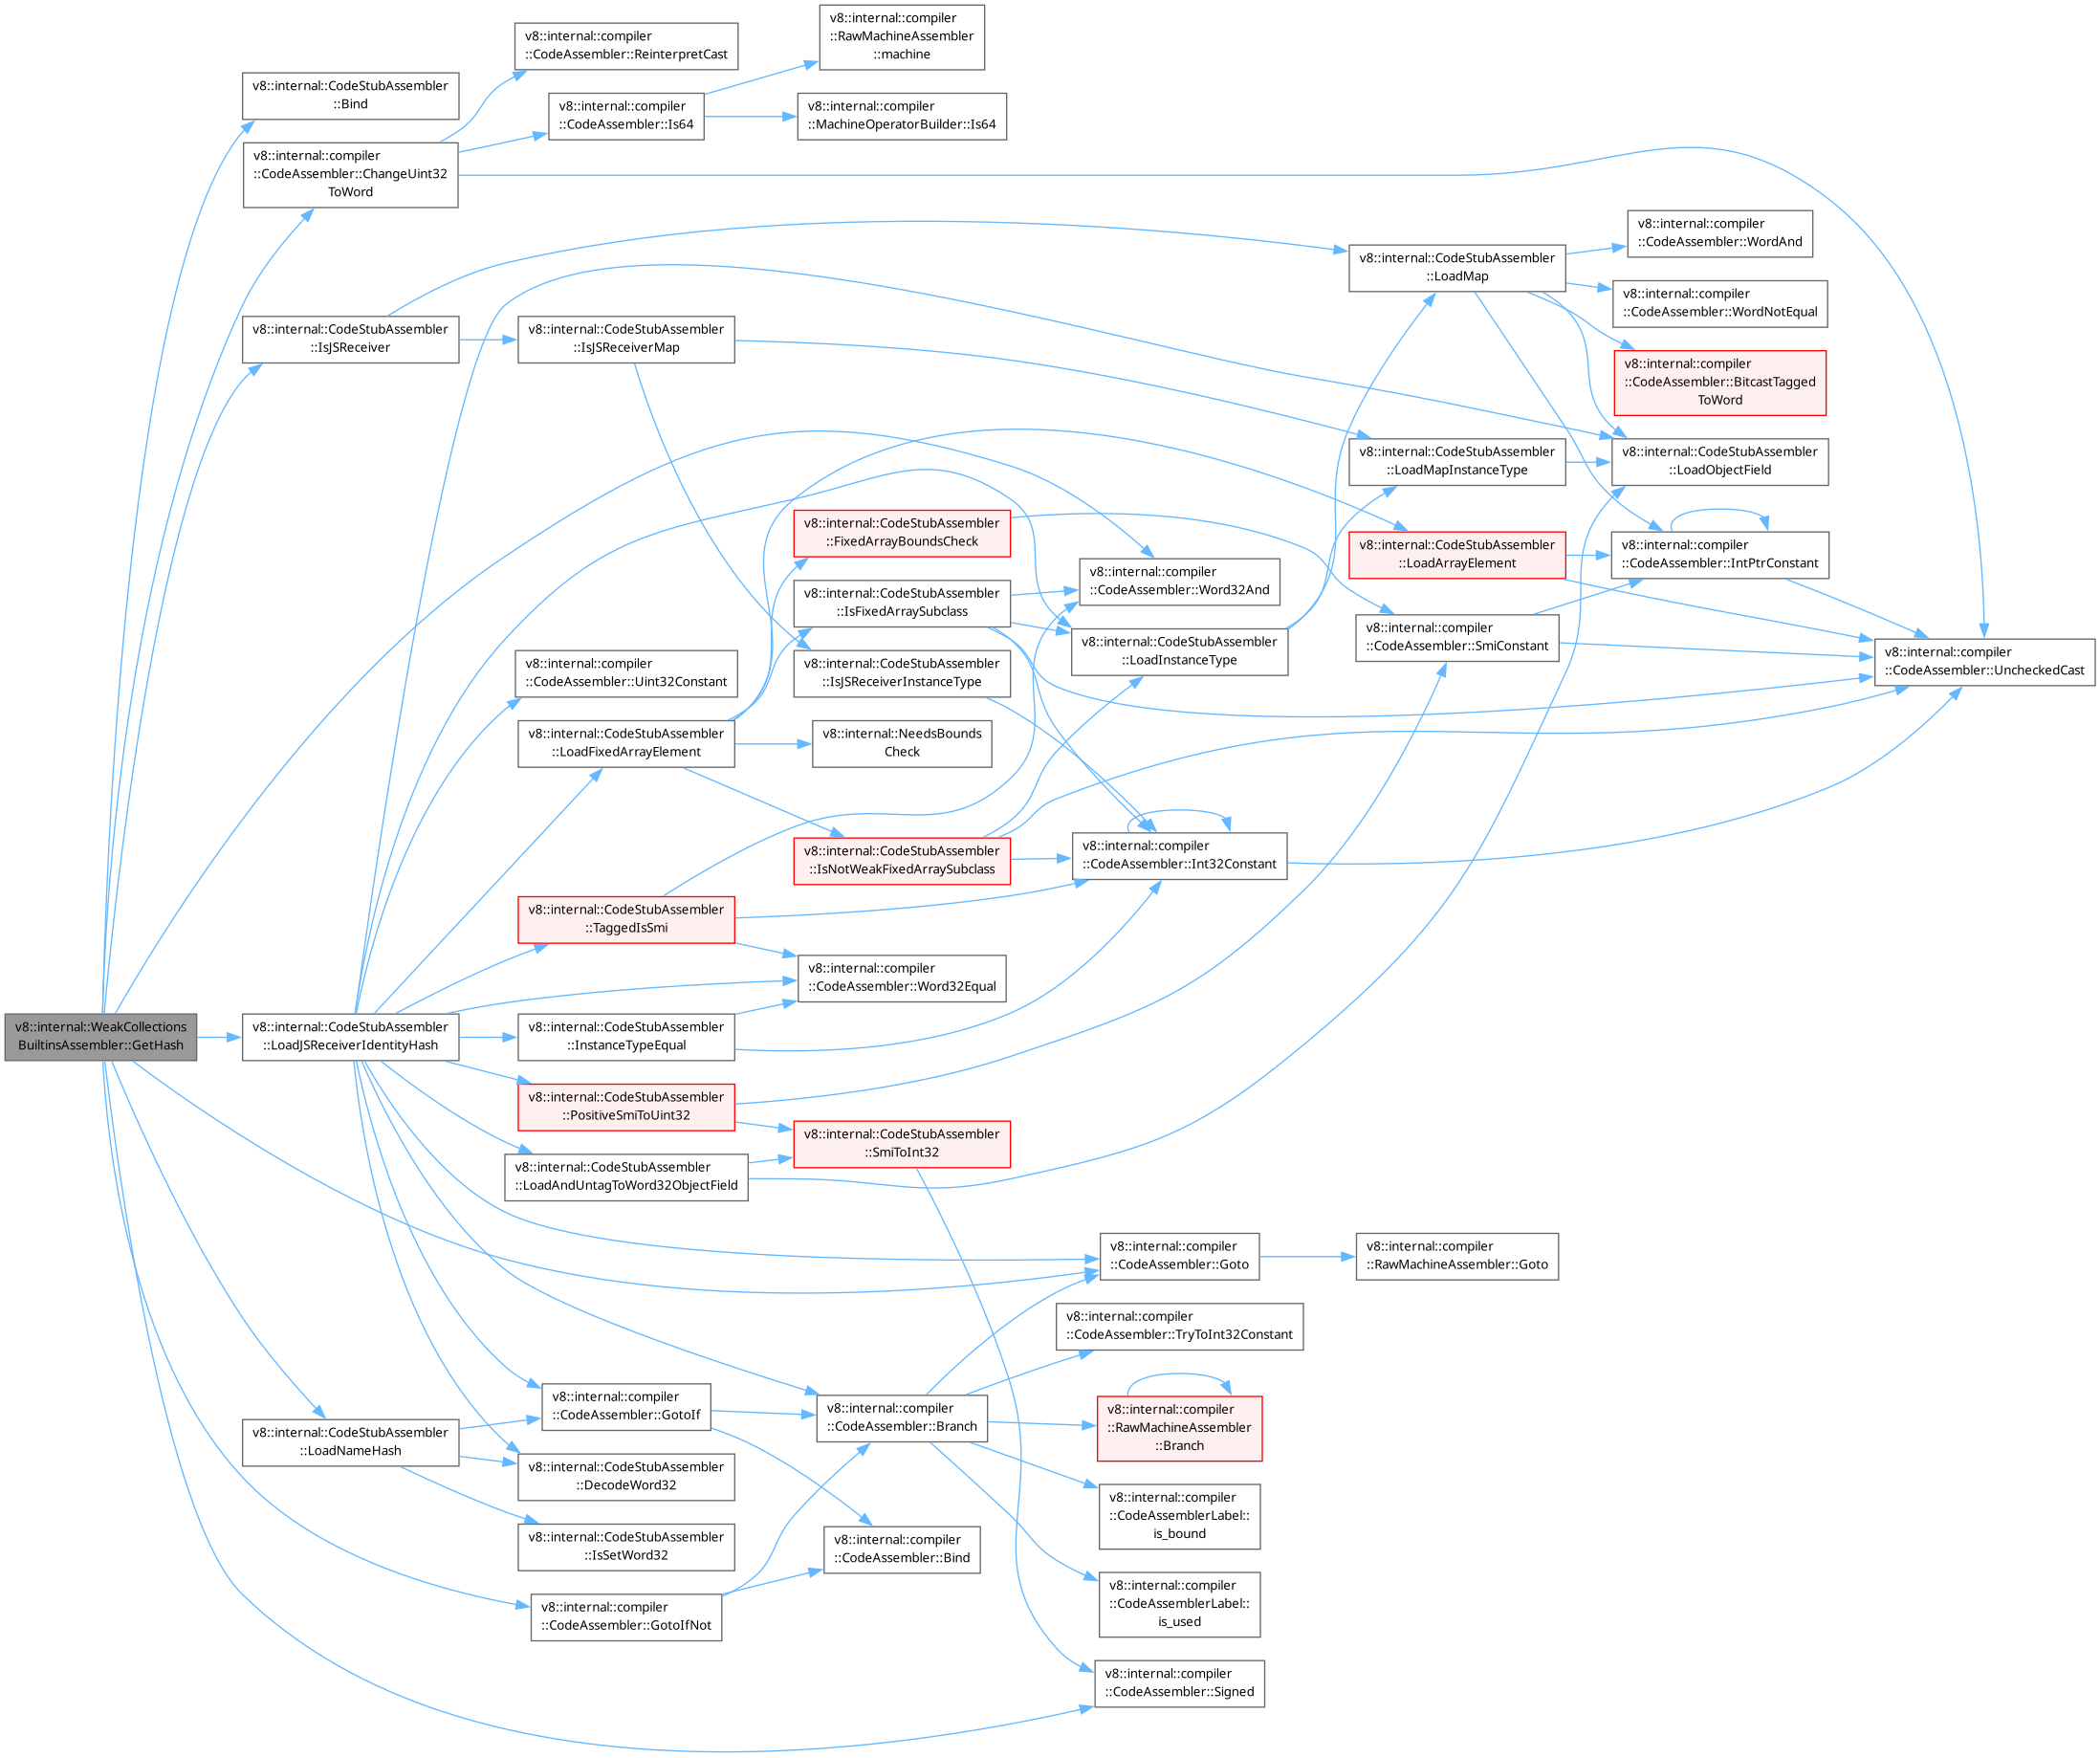 v8::internal::WeakCollections
BuiltinsAssembler::GetHash
v8::internal::CodeStubAssembler
::Bind
v8::internal::compiler
::CodeAssembler::ChangeUint32
ToWord
v8::internal::CodeStubAssembler
::IsJSReceiver
v8::internal::CodeStubAssembler
::LoadJSReceiverIdentityHash
v8::internal::CodeStubAssembler
::LoadNameHash
v8::internal::compiler
::CodeAssembler::ReinterpretCast
v8::internal::compiler
::CodeAssembler::Is64
v8::internal::CodeStubAssembler
::IsJSReceiverMap
v8::internal::compiler
::CodeAssembler::Uint32Constant
v8::internal::CodeStubAssembler
::LoadFixedArrayElement
v8::internal::CodeStubAssembler
::TaggedIsSmi
v8::internal::CodeStubAssembler
::InstanceTypeEqual
v8::internal::CodeStubAssembler
::PositiveSmiToUint32
v8::internal::CodeStubAssembler
::LoadAndUntagToWord32ObjectField
v8::internal::compiler
::CodeAssembler::GotoIf
v8::internal::CodeStubAssembler
::DecodeWord32
v8::internal::CodeStubAssembler
::IsSetWord32
v8::internal::compiler
::CodeAssembler::GotoIfNot
v8::internal::compiler
::RawMachineAssembler
::machine
v8::internal::compiler
::MachineOperatorBuilder::Is64
v8::internal::CodeStubAssembler
::FixedArrayBoundsCheck
v8::internal::CodeStubAssembler
::IsFixedArraySubclass
v8::internal::CodeStubAssembler
::IsJSReceiverInstanceType
v8::internal::NeedsBounds
Check
v8::internal::CodeStubAssembler
::IsNotWeakFixedArraySubclass
v8::internal::compiler
::CodeAssembler::Word32Equal
v8::internal::CodeStubAssembler
::SmiToInt32
v8::internal::compiler
::CodeAssembler::Branch
v8::internal::compiler
::CodeAssembler::Bind
v8::internal::compiler
::CodeAssembler::Word32And
v8::internal::CodeStubAssembler
::LoadInstanceType
v8::internal::compiler
::CodeAssembler::Int32Constant
v8::internal::compiler
::CodeAssembler::Goto
v8::internal::compiler
::CodeAssembler::TryToInt32Constant
v8::internal::compiler
::RawMachineAssembler
::Branch
v8::internal::compiler
::CodeAssemblerLabel::
is_bound
v8::internal::compiler
::CodeAssemblerLabel::
is_used
v8::internal::compiler
::CodeAssembler::Signed
v8::internal::CodeStubAssembler
::LoadMap
v8::internal::CodeStubAssembler
::LoadMapInstanceType
v8::internal::CodeStubAssembler
::LoadArrayElement
v8::internal::compiler
::CodeAssembler::SmiConstant
v8::internal::compiler
::RawMachineAssembler::Goto
v8::internal::compiler
::CodeAssembler::WordAnd
v8::internal::compiler
::CodeAssembler::WordNotEqual
v8::internal::compiler
::CodeAssembler::BitcastTagged
ToWord
v8::internal::CodeStubAssembler
::LoadObjectField
v8::internal::compiler
::CodeAssembler::IntPtrConstant
v8::internal::compiler
::CodeAssembler::UncheckedCast